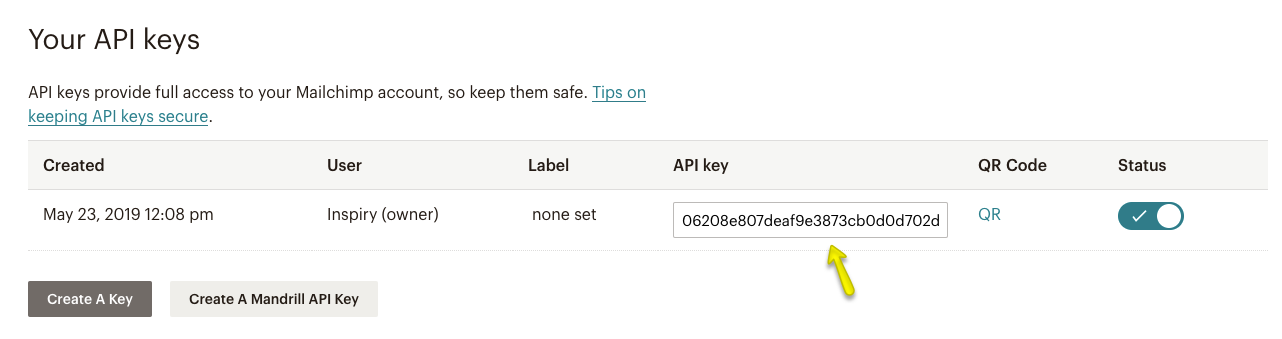 Your API keys
API keys provide full access to your Mailchimp account, so keep them safe. Tips on
keeping API keys secure.
Created User Label API key QR Code Status
May 23, 2019 12:08 pm Inspiry (owner) none set 06208e807deaf9e3873cb0d0d702d QR
Create A Key Create A Mandrill API Key